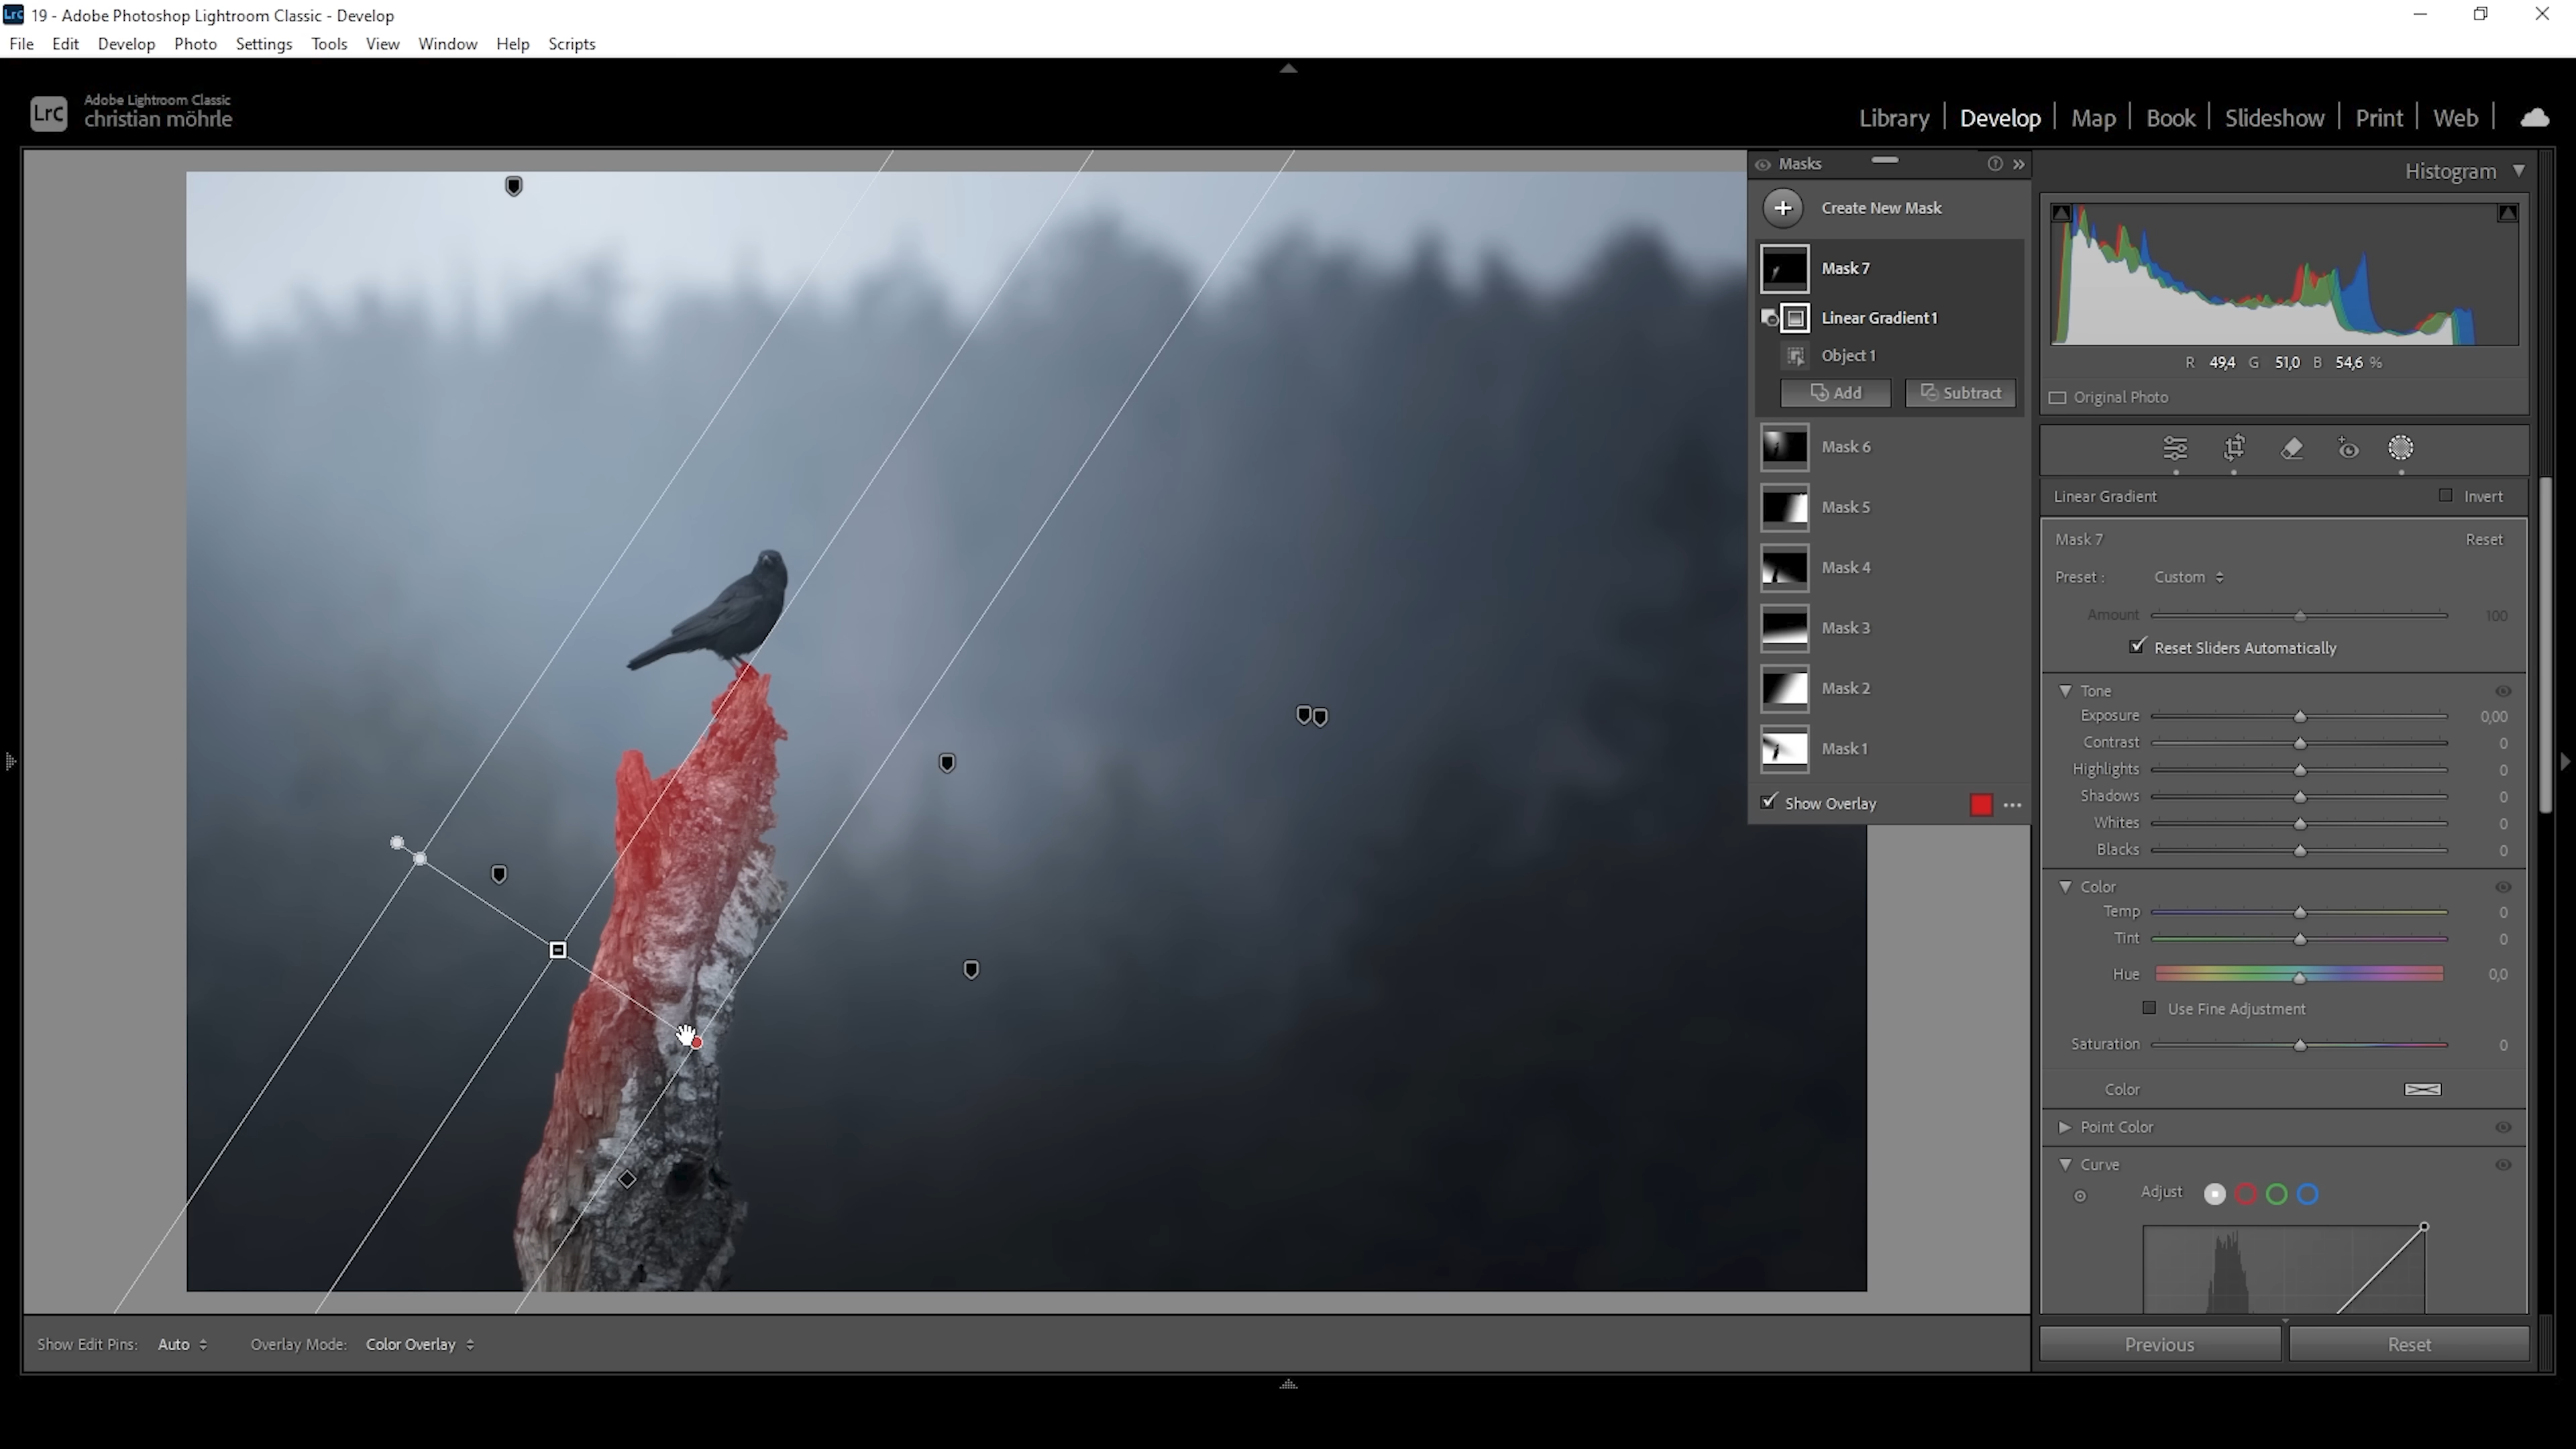 Lrc 19 - Adobe Photoshop Lightroom Classic - Develop
File Edit Develop Photo Settings Tools View Window Help Scripts
Lrc
Adobe Lightroom Classic
christian möhrle
Library | Develop | Map | Book | Slideshow | Print | Web |
Masks
Create New Mask
Mask 7
Linear Gradient 1
Object 1
Add Subtract
Mask 6
Mask 5
Mask 4
Mask 3
Mask 2
Mask 1
Show Overlay
Histogram
R 49,4 G 51,0 B 54,6 %
Original Photo
Linear Gradient Invert
Mask 7 Reset
Preset : Custom
Amount 100
Reset Sliders Automatically
Tone
Exposure 0,00
Contrast 0
Highlights 0
Shadows 0
Whites 0
Blacks 0
Color
Temp 0
Tint 0
Hue 0,0
Use Fine Adjustment
Saturation 0
Color
Point Color
Curve
Adjust
Previous Reset
Show Edit Pins: Auto Overlay Mode: Color Overlay